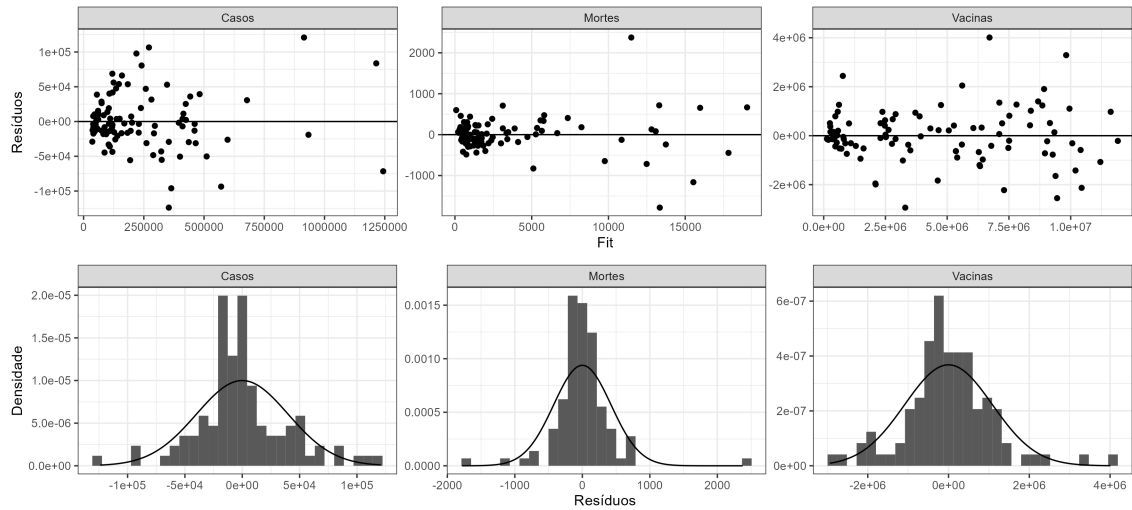 Casos
Mortes
Vacinas
Resíduos
1e+05
5e+04
0e+00
-5e+04
-1e+05
0
250000
500000
750000
1000000
1250000
2000
1000
0
-1000
0
5000
10000
15000
4e+06
2e+06
0e+00
-2e+06
0.0e+00
2.5e+06
5.0e+06
7.5e+06
1.0e+07
Fit
Casos
Mortes
Vacinas
Densidade
2.0e-05
1.5e-05
1.0e-05
5.0e-06
0.0e+00
-1e+05
-5e+04
0e+00
5e+04
1e+05
0.0015
0.0010
0.0005
0.0000
-2000
-1000
0
1000
2000
6e-07
4e-07
2e-07
0e+00
-2e+06
0e+00
2e+06
4e+06
Resíduos